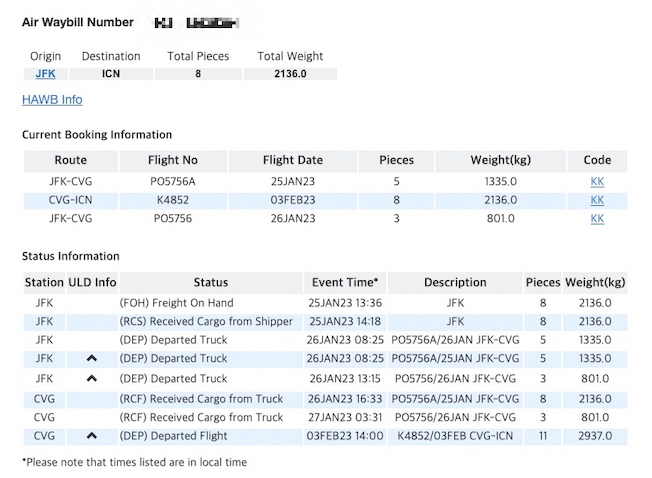 Air Waybill Number
Origin Destination Total Pieces Total Weight
JFK ICN 8 2136.0
HAWB Info
Current Booking Information
Route Flight No Flight Date Pieces Weight(kg) Code
JFK-CVG PO5756A 25JAN23 5 1335.0 KK
CVG-ICN K4852 03FEB23 8 2136.0 KK
JFK-CVG PO5756 26JAN23 3 801.0 KK
Status Information
Station ULD Info Status Event Time* Description Pieces Weight(kg)
JFK (FOH) Freight On Hand 25JAN23 13:36 JFK 8 2136.0
JFK (RCS) Received Cargo from Shipper 25JAN23 14:18 JFK 8 2136.0
JFK (DEP) Departed Truck 26JAN23 08:25 PO5756A/26JAN JFK-CVG 5 1335.0
JFK (DEP) Departed Truck 26JAN23 08:25 PO5756A/25JAN JFK-CVG 5 1335.0
JFK (DEP) Departed Truck 26JAN23 13:15 PO5756/26JAN JFK-CVG 3 801.0
CVG (RCF) Received Cargo from Truck 26JAN23 16:33 PO5756A/25JAN JFK-CVG 8 2136.0
CVG (RCF) Received Cargo from Truck 27JAN23 03:31 PO5756/26JAN JFK-CVG 3 801.0
CVG (DEP) Departed Flight 03FEB23 14:00 K4852/03FEB CVG-ICN 11 2937.0
*Please note that times listed are in local time